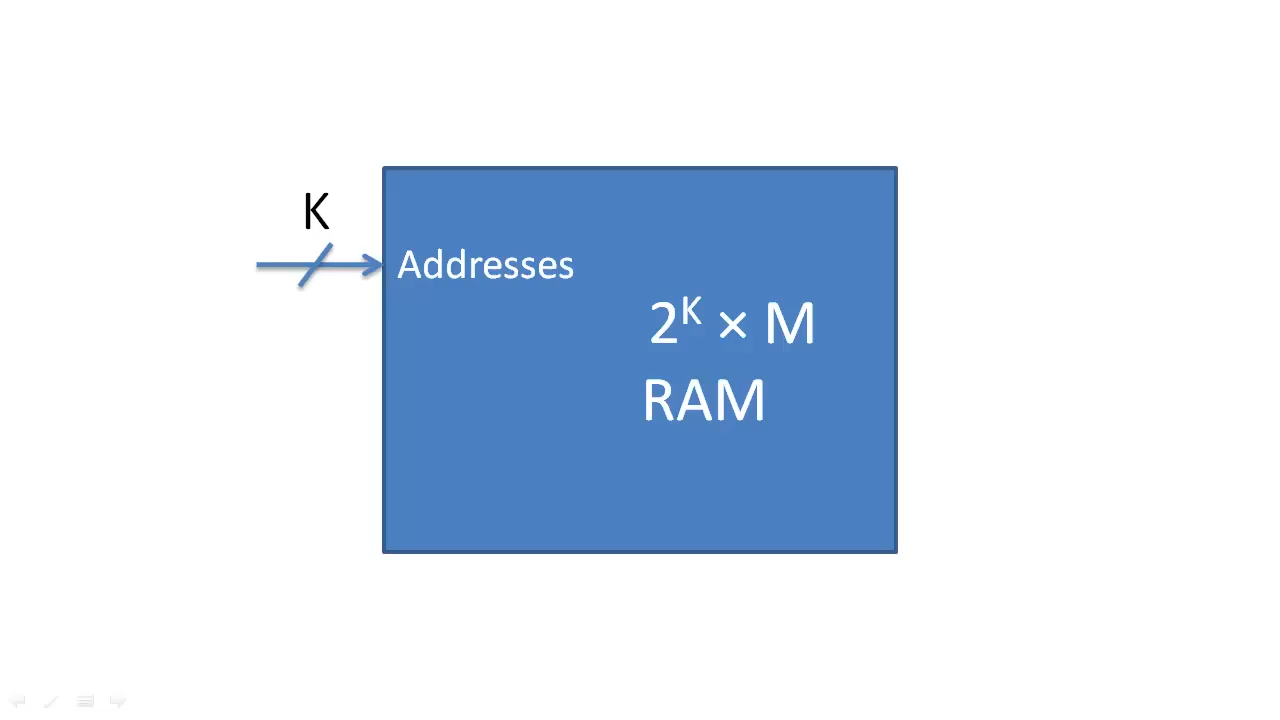 K
Addresses
2ᴷ × M
RAM